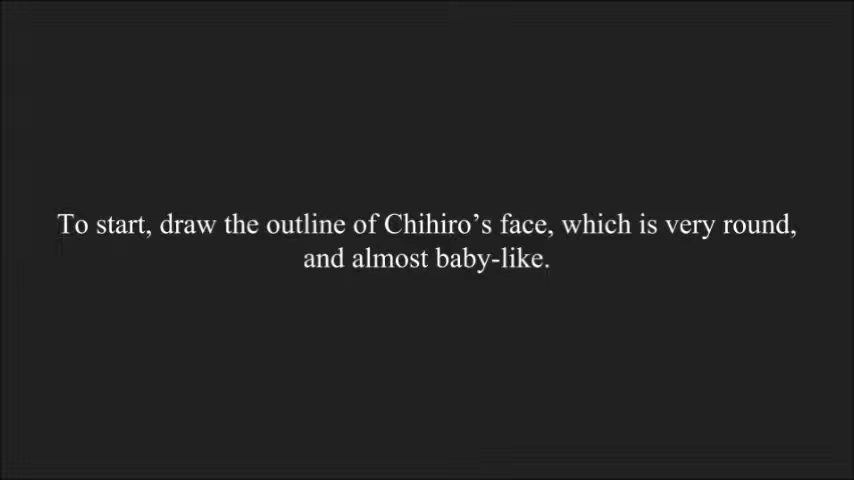 To start, draw the outline of Chihiro’s face, which is very round,
and almost baby-like.